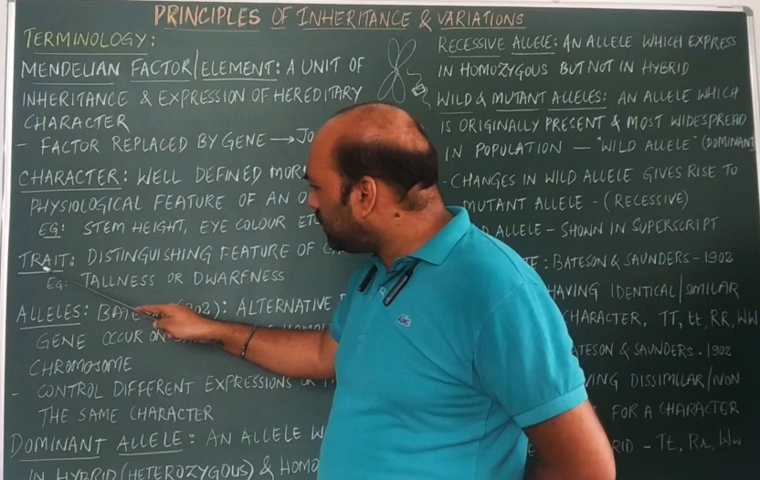 PRINCIPLES OF INHERITANCE & VARIATIONS
TERMINOLOGY:
MENDELIAN FACTOR/ELEMENT: A UNIT OF
INHERITANCE & EXPRESSION OF HEREDITARY
CHARACTER
- FACTOR REPLACED BY GENE → JO
CHARACTER: WELL DEFINED MOR
PHYSIOLOGICAL FEATURE OF AN O
EG: STEM HEIGHT, EYE COLOUR ET
TRAIT: DISTINGUISHING FEATURE OF
EG: TALLNESS OR DWARFNESS
ALLELES: ALTERNATIVE
GENE OCCUR ON
CHROMOSOME
- CONTROL DIFFERENT EXPRESSIONS
THE SAME CHARACTER
DOMINANT ALLELE: AN ALLELE W
IN HYBRID (HETEROZYGOUS) & HOMO
RECESSIVE ALLELE: AN ALLELE WHICH EXPRESS
IN HOMOZYGOUS BUT NOT IN HYBRID
WILD & MUTANT ALLELES: AN ALLELE WHICH
IS ORIGINALLY PRESENT & MOST WIDESPREAD
IN POPULATION — "WILD ALLELE" (DOMINANT)
- CHANGES IN WILD ALLELE GIVES RISE TO
MUTANT ALLELE - (RECESSIVE)
ALLELE - SHOWN IN SUPERSCRIPT
: BATESON & SAUNDERS - 1902
HAVING IDENTICAL/SIMILAR
CHARACTER, TT, tt, RR, WW
ATESON & SAUNDERS - 1902
VING DISSIMILAR/NON
FOR A CHARACTER
RID - Tt, Rr, Ww